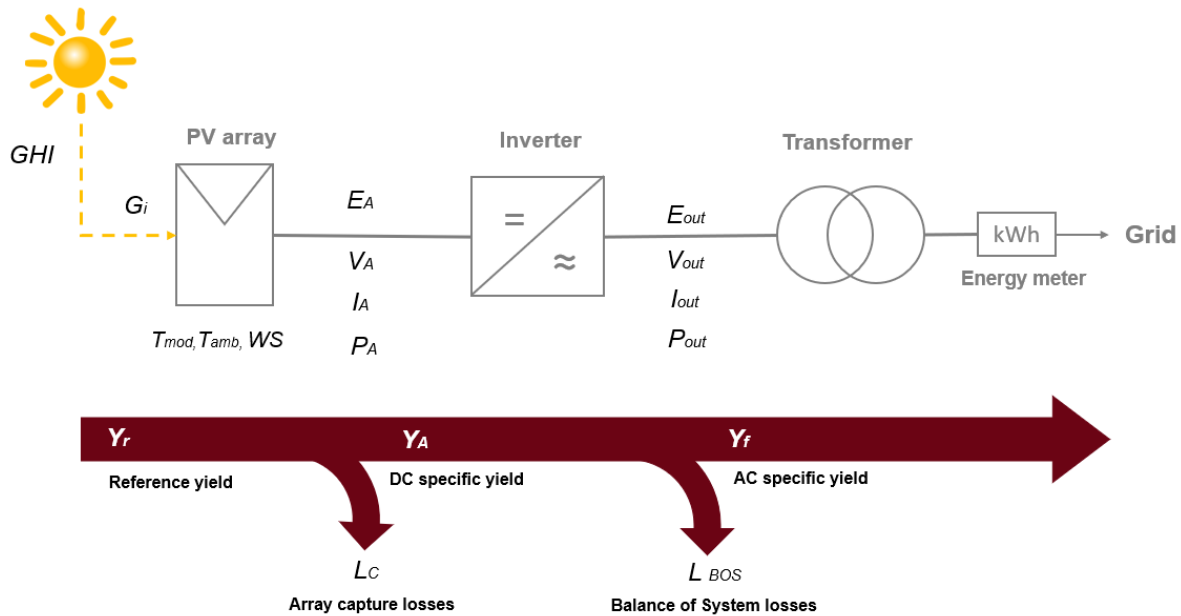 GHI
PV array
Inverter
Transformer
Gi
EA
VA
IA
PA
=
≈
Eout
Vout
Iout
Pout
kWh
Grid
Energy meter
Tmod, Tamb, WS
Yr
YA
Yf
Reference yield
DC specific yield
AC specific yield
LC
L BOS
Array capture losses
Balance of System losses